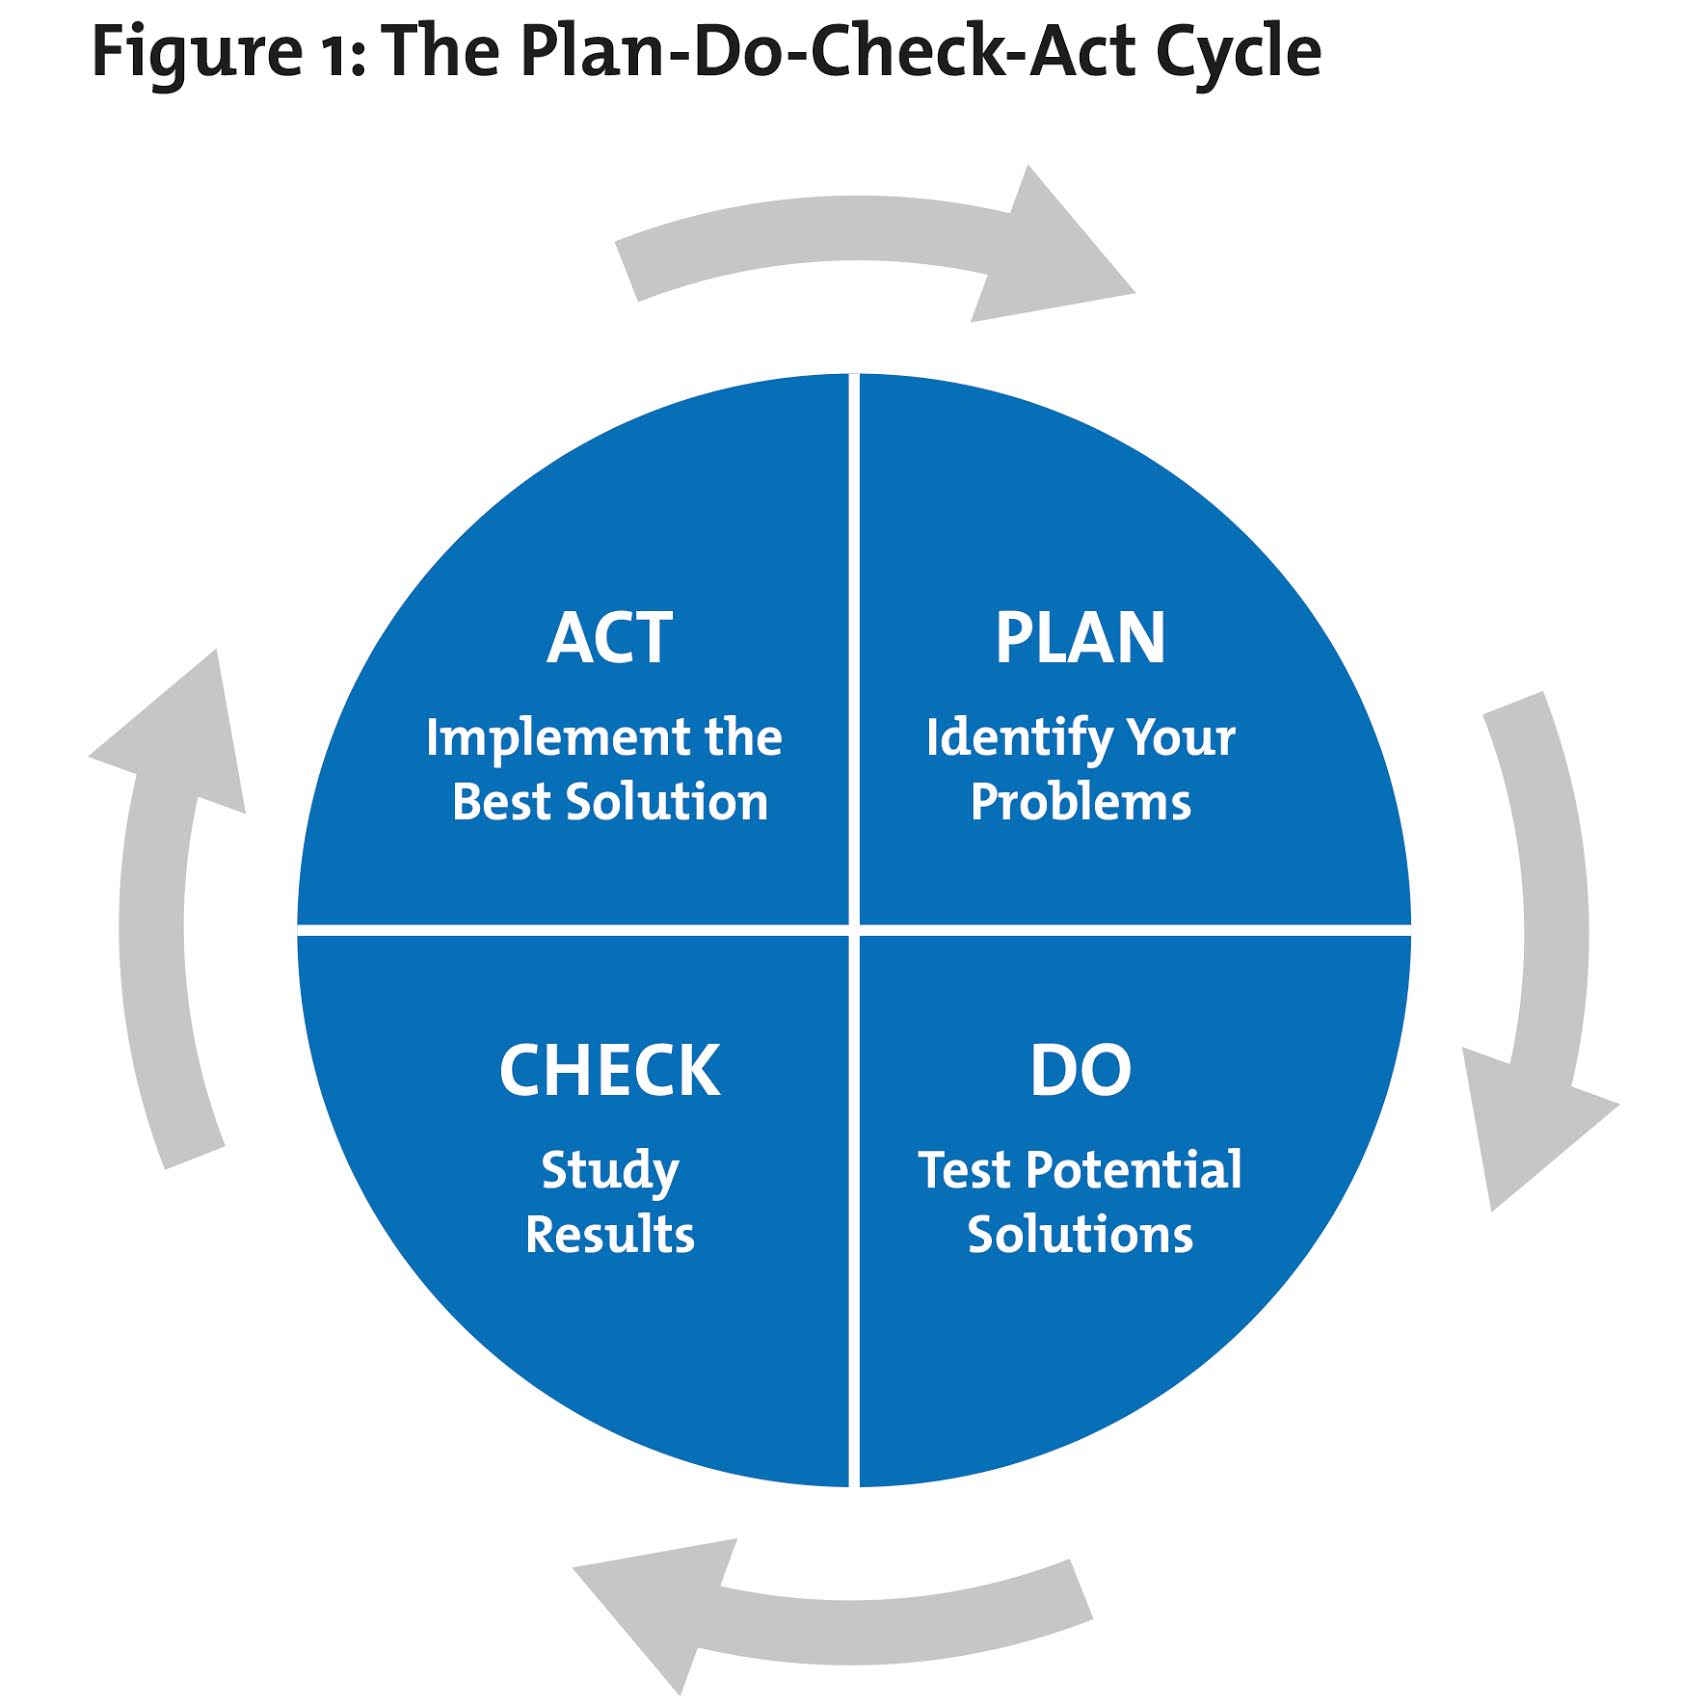 Figure 1: The Plan-Do-Check-Act Cycle
ACT
Implement the
Best Solution
PLAN
Identify Your
Problems
CHECK
Study
Results
DO
Test Potential
Solutions